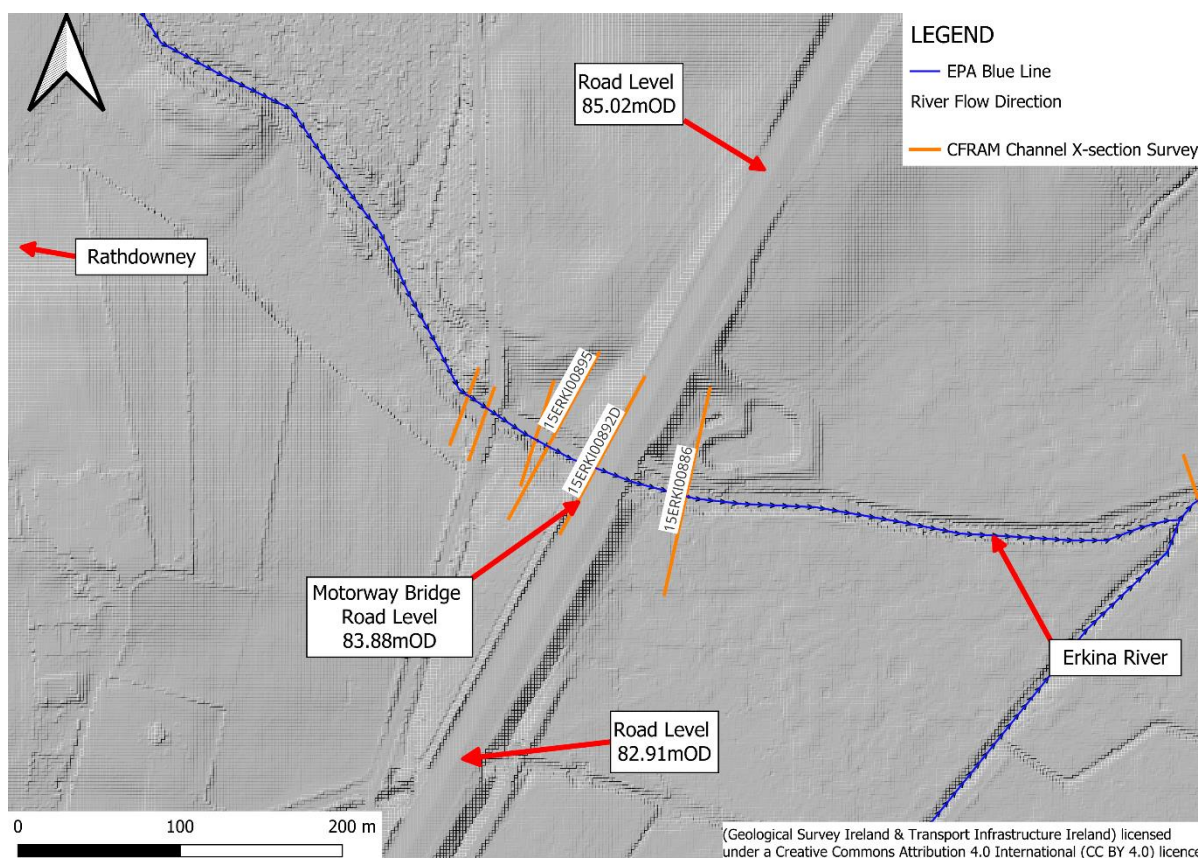 LEGEND
EPA Blue Line
River Flow Direction
CFRAM Channel X-section Survey
Road Level
85.02mOD
Rathdowney
15ERKI00895
15ERKI00892D
15ERKI00886
Motorway Bridge
Road Level
83.88mOD
Erkina River
Road Level
82.91mOD
0 100 200 m
(Geological Survey Ireland & Transport Infrastructure Ireland) licensed
under a Creative Commons Attribution 4.0 International (CC BY 4.0) licence